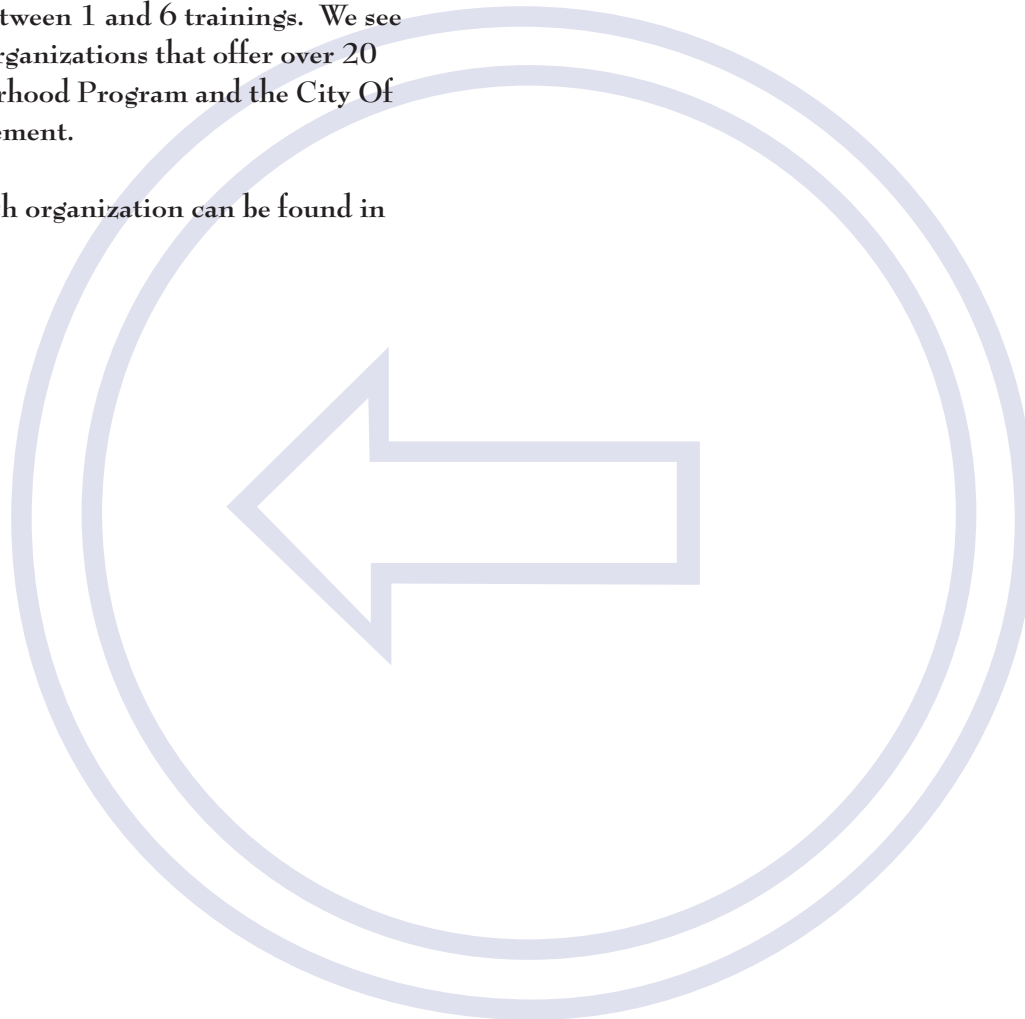 tween 1 and 6 trainings. We see
rganizations that offer over 20
rhood Program and the City Of
ement.
h organization can be found in